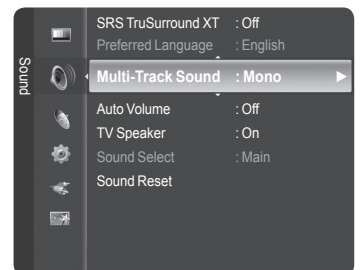 Sound
SRS TruSurround XT : Off
Preferred Language : English
Multi-Track Sound : Mono
Auto Volume : Off
TV Speaker : On
Sound Select : Main
Sound Reset